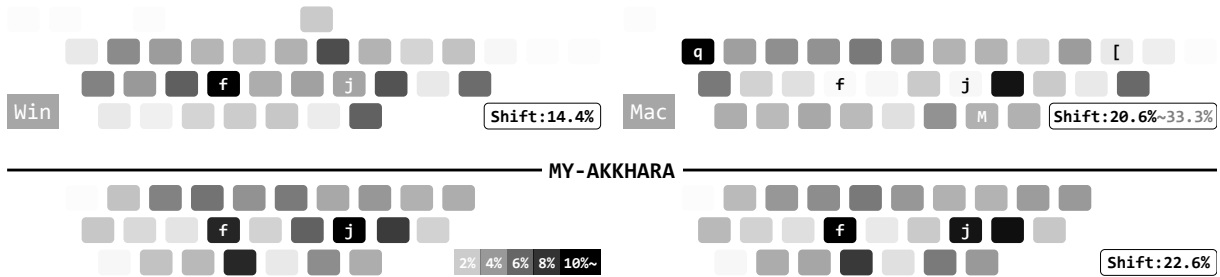 q [
f j f j
Win Mac M
Shift:14.4% Shift:20.6%~33.3%
MY-AKKHARA
f j f j
2% 4% 6% 8% 10%~ Shift:22.6%